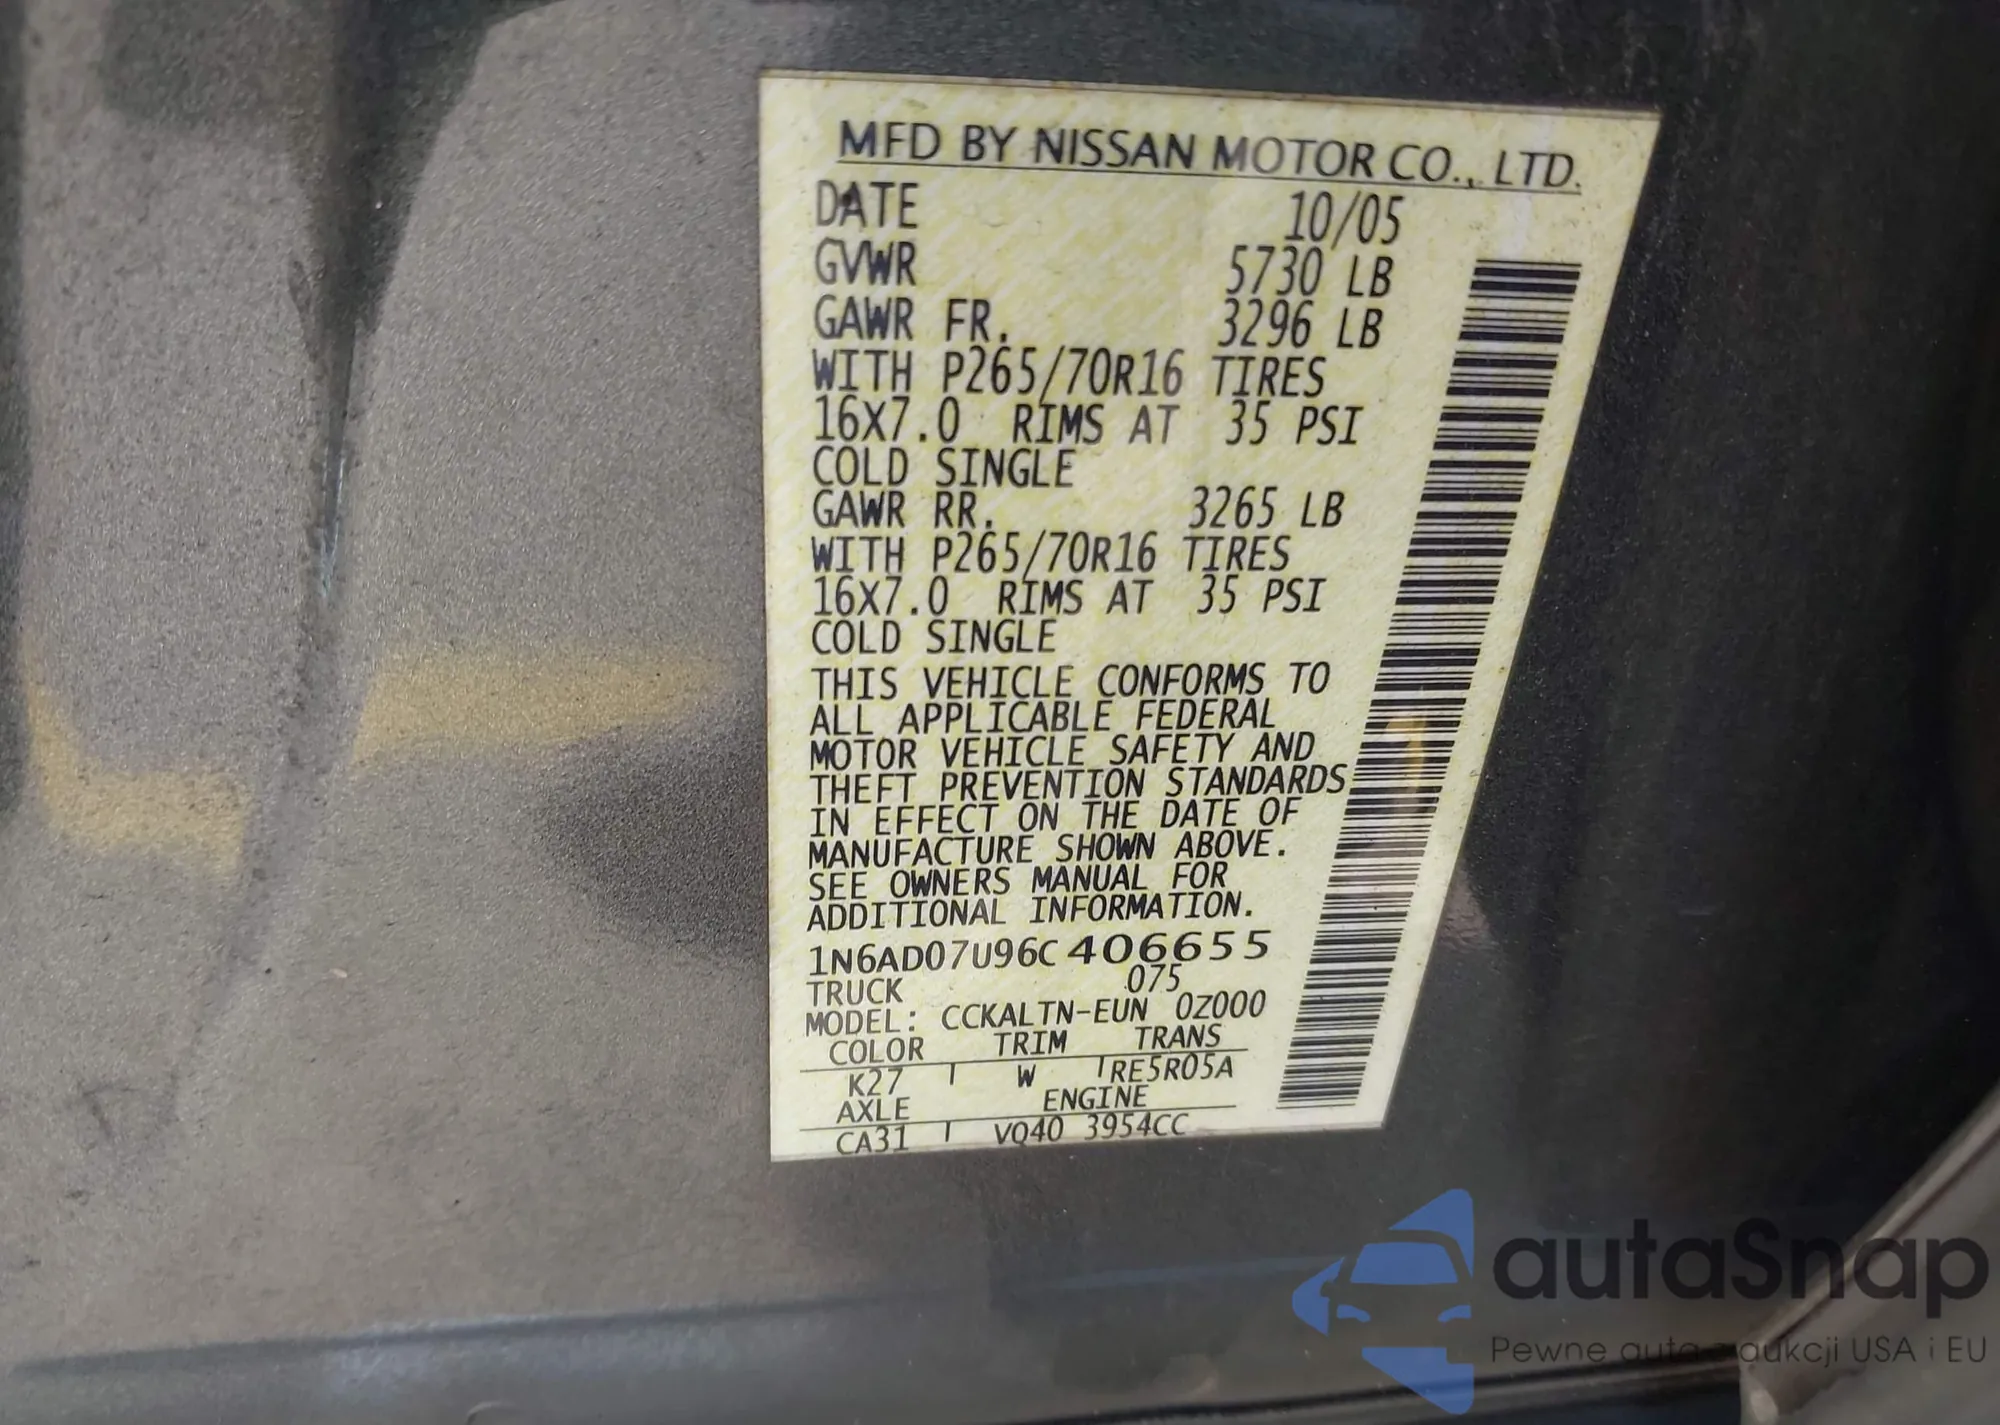 MFD BY NISSAN MOTOR CO., LTD.
DATE 10/05
GVWR 5730 LB
GAWR FR. 3296 LB
WITH P265/70R16 TIRES
16X7.0 RIMS AT 35 PSI
COLD SINGLE
GAWR RR. 3265 LB
WITH P265/70R16 TIRES
16X7.0 RIMS AT 35 PSI
COLD SINGLE
THIS VEHICLE CONFORMS TO
ALL APPLICABLE FEDERAL
MOTOR VEHICLE SAFETY AND
THEFT PREVENTION STANDARDS
IN EFFECT ON THE DATE OF
MANUFACTURE SHOWN ABOVE.
SEE OWNERS MANUAL FOR
ADDITIONAL INFORMATION.
1N6AD07U96C 406655
TRUCK 075
MODEL: CCKALTN-EUN 0Z000
COLOR TRIM TRANS
K27 W RE5R05A
AXLE ENGINE
CA31 VQ40 3954CC
autaSnap
Pewne auta z aukcji USA i EU